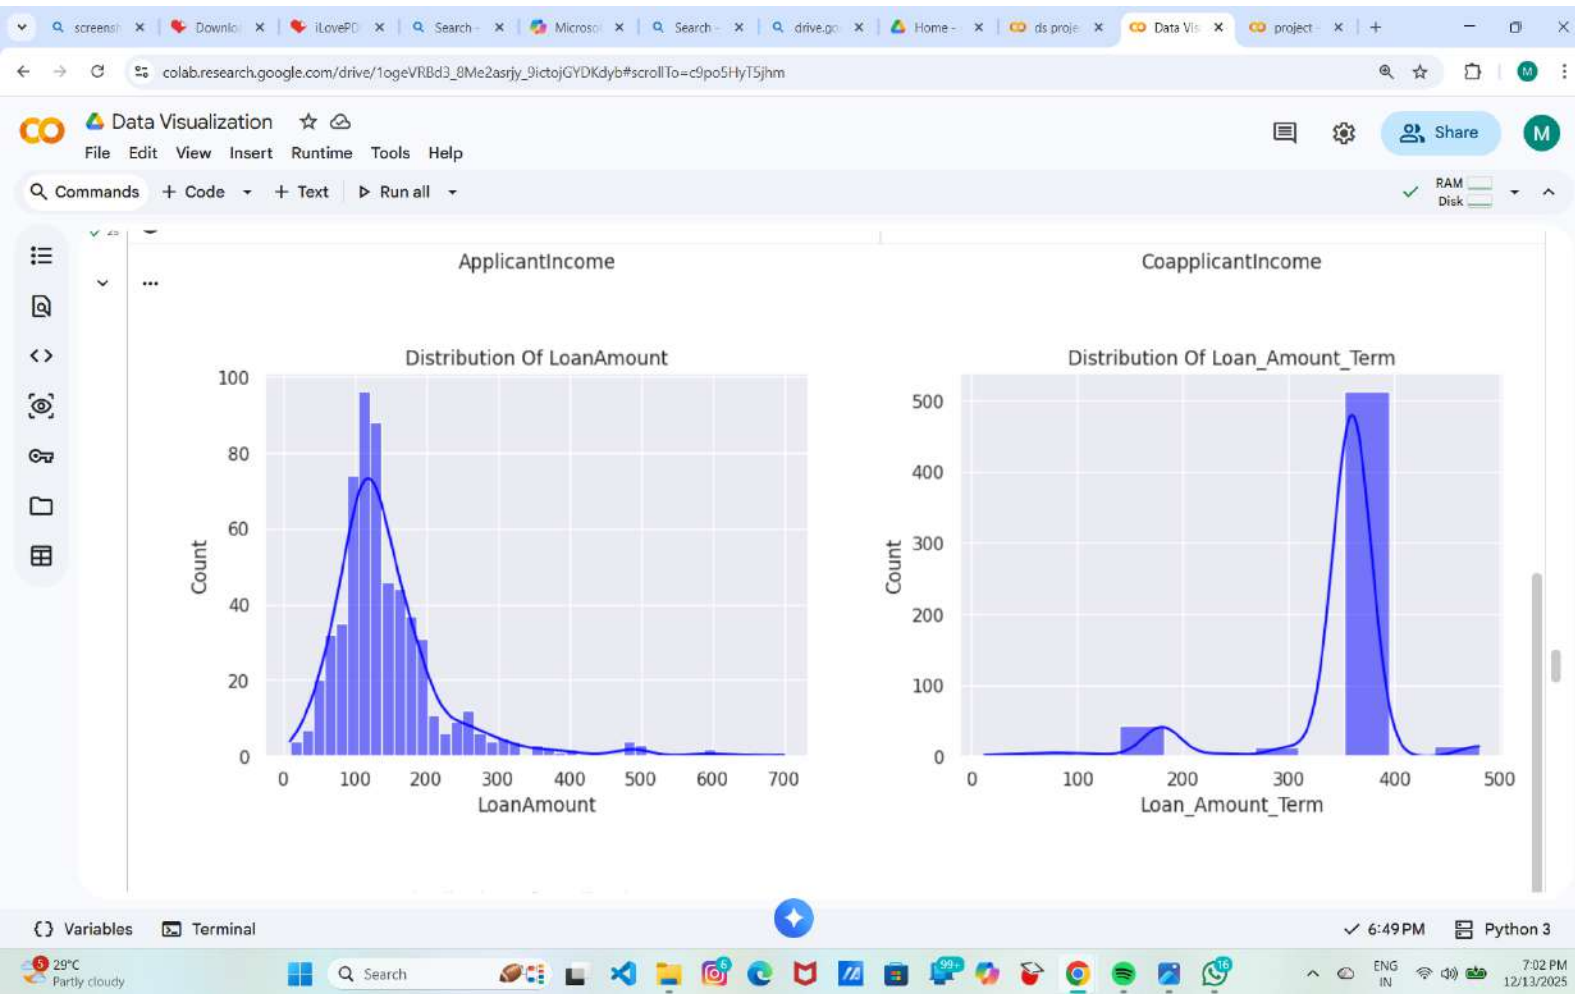 screensh
Downlo
iLovePD
Search -
Microso
Search -
drive.go
Home -
ds proje
Data Vis
project -
colab.research.google.com/drive/1ogeVRBd3_8Me2asrjy_9ictojGYDKdyb#scrollTo=c9po5HyT5jhm
M
CO Data Visualization
Share
M
File Edit View Insert Runtime Tools Help
Commands + Code + Text Run all
RAM
Disk
ApplicantIncome
CoapplicantIncome
Distribution Of LoanAmount
100
80
60
40
20
0
Count
0 100 200 300 400 500 600 700
LoanAmount
Distribution Of Loan_Amount_Term
500
400
300
200
100
0
Count
0 100 200 300 400 500
Loan_Amount_Term
{} Variables Terminal
6:49 PM Python 3
5
29°C
Partly cloudy
Search
6
99+
16
ENG
IN
7:02 PM
12/13/2025